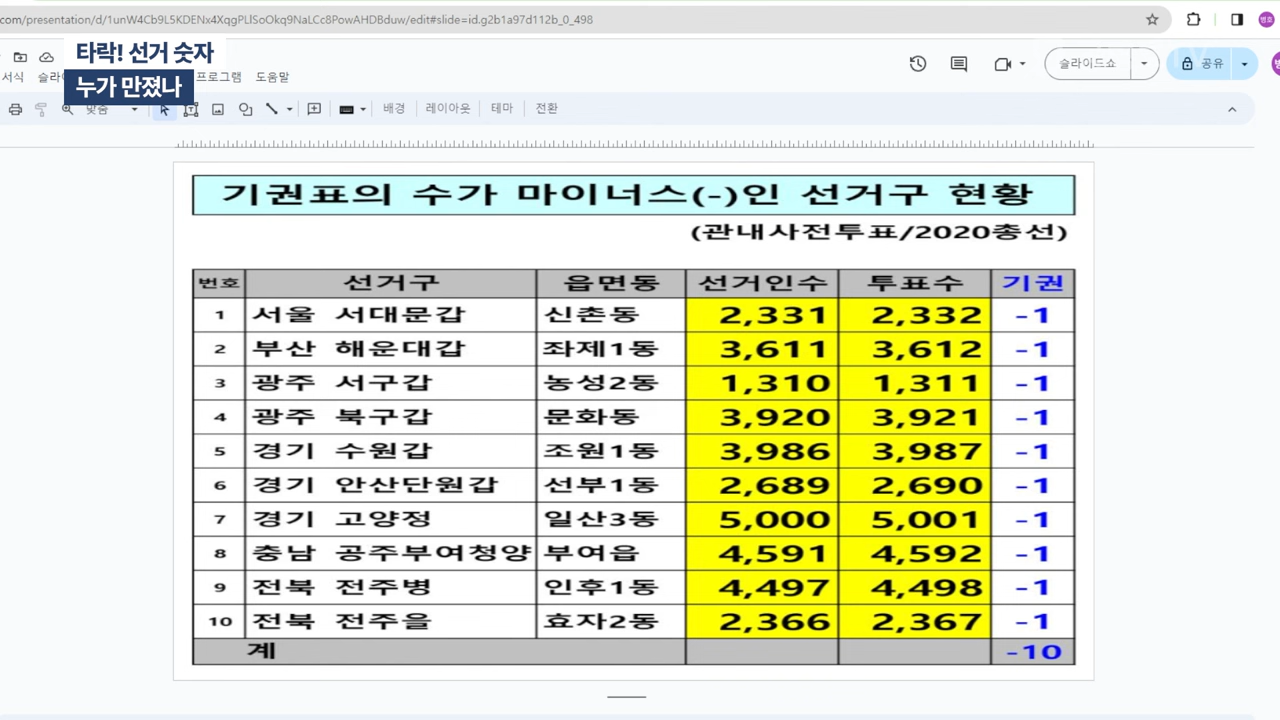 com/presentation/d/1unW4Cb9L5KDENx4XqgPLlSoOkq9NaLCc8PowAHDBduw/edit#slide=id.g2b1a97d112b_0_498
타락! 선거 숫자
누가 만졌나
서식 슬라 프로그램 도움말
슬라이드쇼 공유
맞춤 배경 레이아웃 테마 전환
기권표의 수가 마이너스(-)인 선거구 현황
(관내사전투표/2020총선)
번호 선거구 읍면동 선거인수 투표수 기권
1 서울 서대문갑 신촌동 2,331 2,332 -1
2 부산 해운대갑 좌제1동 3,611 3,612 -1
3 광주 서구갑 농성2동 1,310 1,311 -1
4 광주 북구갑 문화동 3,920 3,921 -1
5 경기 수원갑 조원1동 3,986 3,987 -1
6 경기 안산단원갑 선부1동 2,689 2,690 -1
7 경기 고양정 일산3동 5,000 5,001 -1
8 충남 공주부여청양 부여읍 4,591 4,592 -1
9 전북 전주병 인후1동 4,497 4,498 -1
10 전북 전주을 효자2동 2,366 2,367 -1
계 -10